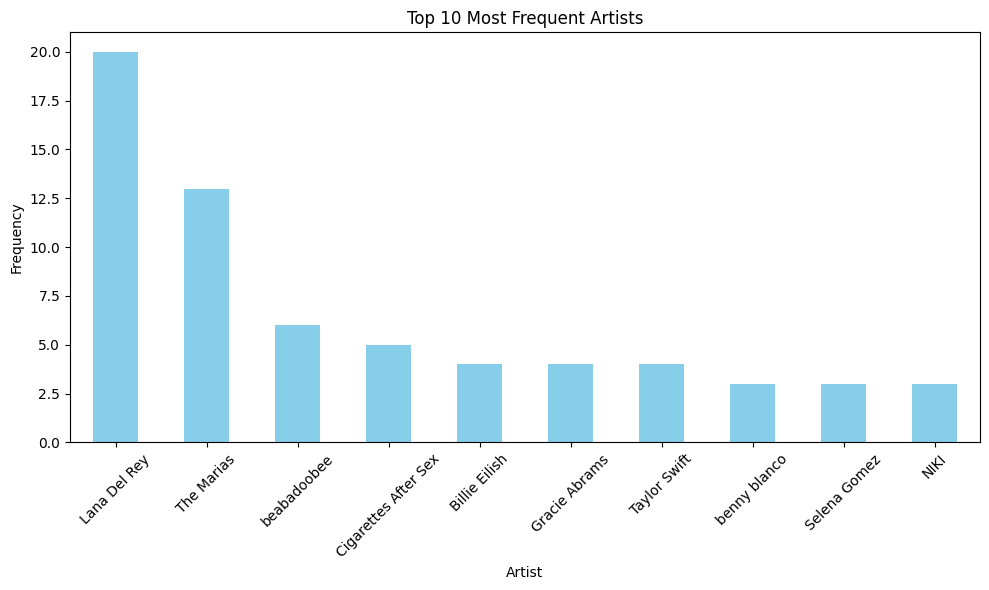 Top 10 Most Frequent Artists
Frequency
20.0
17.5
15.0
12.5
10.0
7.5
5.0
2.5
0.0
Lana Del Rey
The Marias
beabadoobee
Cigarettes After Sex
Billie Eilish
Gracie Abrams
Taylor Swift
benny blanco
Selena Gomez
NIKI
Artist